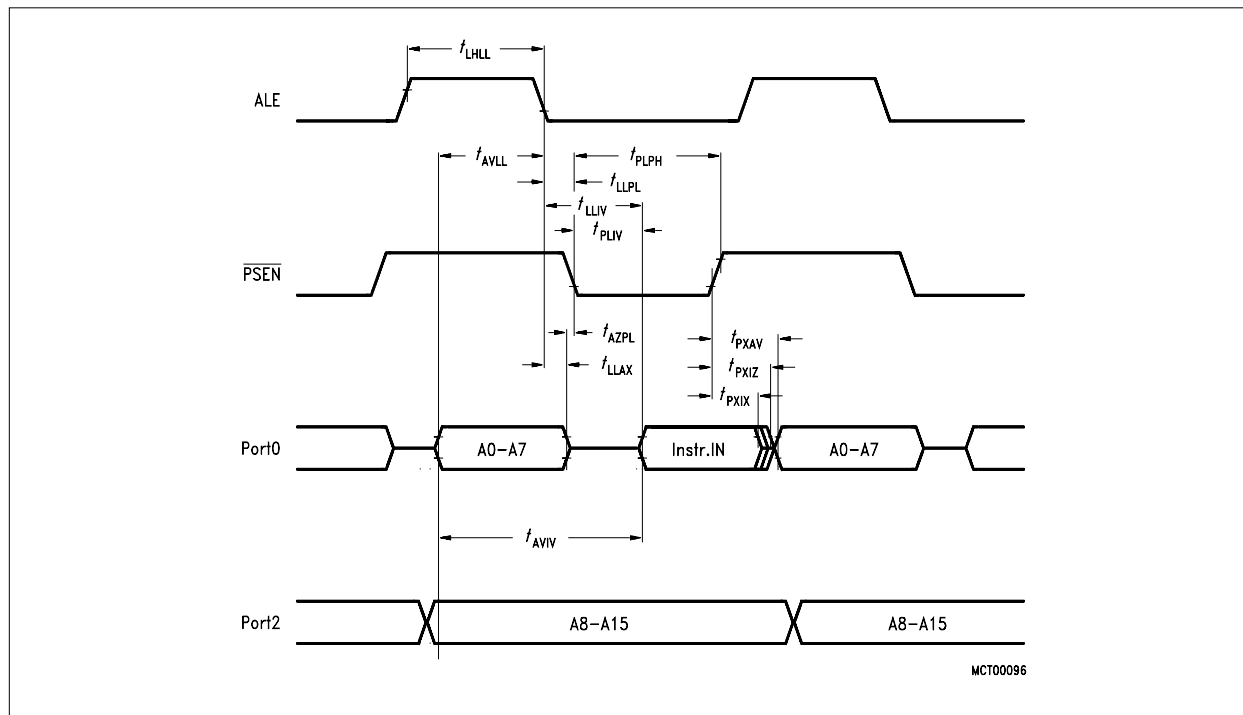 tLHLL
ALE
tAVLL
tPLPH
tLLPL
tLLIV
tPLIV
PSEN
tAZPL
tPXAV
tLLAX
tPXIZ
tPXIX
Port0
A0-A7
Instr.IN
A0-A7
tAVIV
Port2
A8-A15
A8-A15
MCT00096